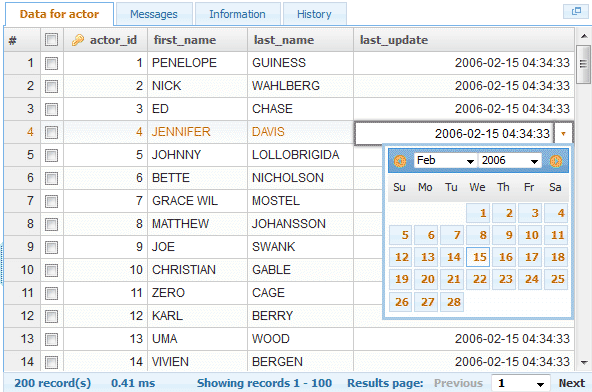 Data for actor Messages Information History
# actor_id first_name last_name last_update
1 1 PENELOPE GUINESS 2006-02-15 04:34:33
2 2 NICK WAHLBERG 2006-02-15 04:34:33
3 3 ED CHASE 2006-02-15 04:34:33
4 4 JENNIFER DAVIS 2006-02-15 04:34:33
5 5 JOHNNY LOLLOBRIGIDA
6 6 BETTE NICHOLSON
7 7 GRACE WIL MOSTEL
8 8 MATTHEW JOHANSSON
9 9 JOE SWANK
10 10 CHRISTIAN GABLE
11 11 ZERO CAGE
12 12 KARL BERRY
13 13 UMA WOOD 2006-02-15 04:34:33
14 14 VIVIEN BERGEN 2006-02-15 04:34:33
Feb 2006
Su Mo Tu We Th Fr Sa
1 2 3 4
5 6 7 8 9 10 11
12 13 14 15 16 17 18
19 20 21 22 23 24 25
26 27 28
200 record(s) 0.41 ms Showing records 1 - 100 Results page: Previous 1 Next